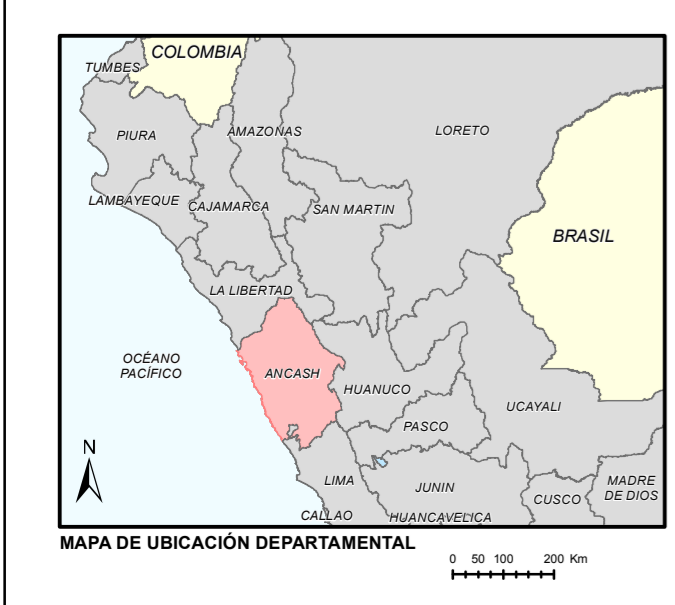 COLOMBIA
TUMBES
PIURA
AMAZONAS
LORETO
LAMBAYEQUE
CAJAMARCA
SAN MARTIN
BRASIL
LA LIBERTAD
OCÉANO
PACÍFICO
ANCASH
HUANUCO
UCAYALI
PASCO
N
LIMA
JUNIN
CUSCO
MADRE
DE DIOS
CALLAO
HUANCAVELICA
MAPA DE UBICACIÓN DEPARTAMENTAL
0 50 100 200 Km